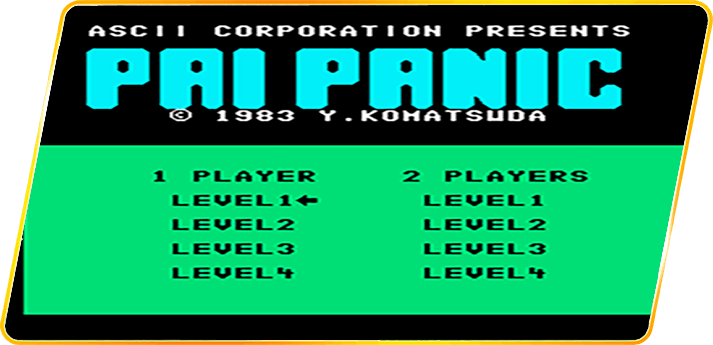 ASCII CORPORATION PRESENTS
PAI PANIC
© 1983 Y.KOMATSUDA
1 PLAYER 2 PLAYERS
LEVEL1← LEVEL1
LEVEL2 LEVEL2
LEVEL3 LEVEL3
LEVEL4 LEVEL4